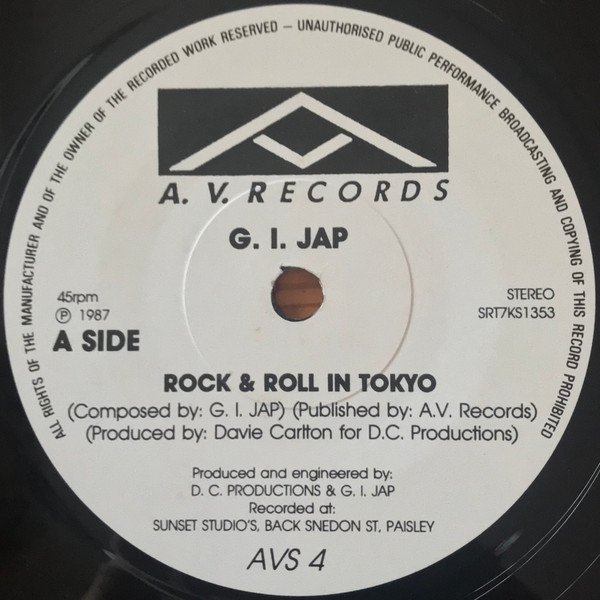 ALL RIGHTS OF THE MANUFACTURER AND OF THE OWNER OF THE RECORDED WORK RESERVED – UNAUTHORISED PUBLIC PERFORMANCE BROADCASTING AND COPYING OF THIS RECORD PROHIBITED
A. V. RECORDS
G. I. JAP
45rpm
Ⓟ 1987
A SIDE
STEREO
SRT7KS1353
ROCK & ROLL IN TOKYO
(Composed by: G. I. JAP) (Published by: A.V. Records)
(Produced by: Davie Carlton for D.C. Productions)
Produced and engineered by:
D. C. PRODUCTIONS & G. I. JAP
Recorded at:
SUNSET STUDIO'S, BACK SNEDON ST, PAISLEY
AVS 4